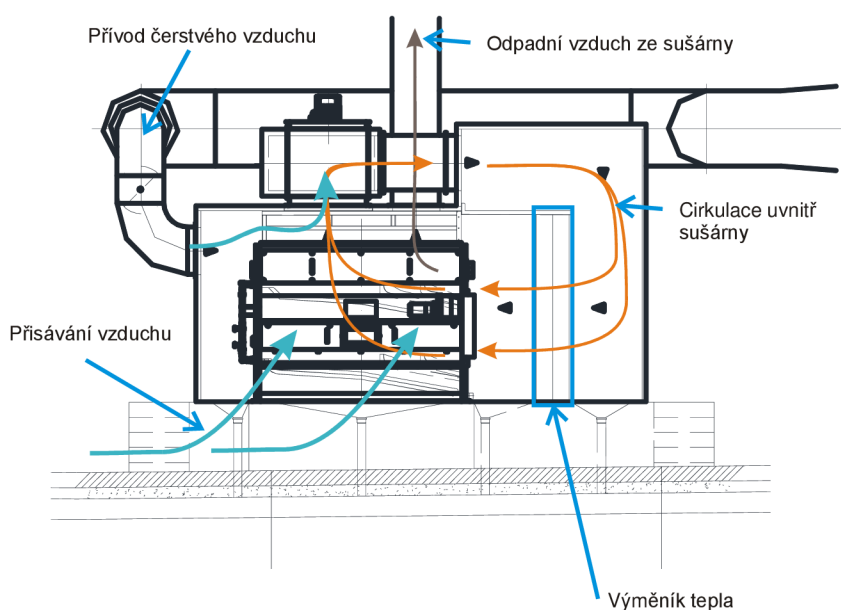 Přívod čerstvého vzduchu
Odpadní vzduch ze sušárny
Cirkulace uvnitř
sušárny
Přisávání vzduchu
Výměník tepla